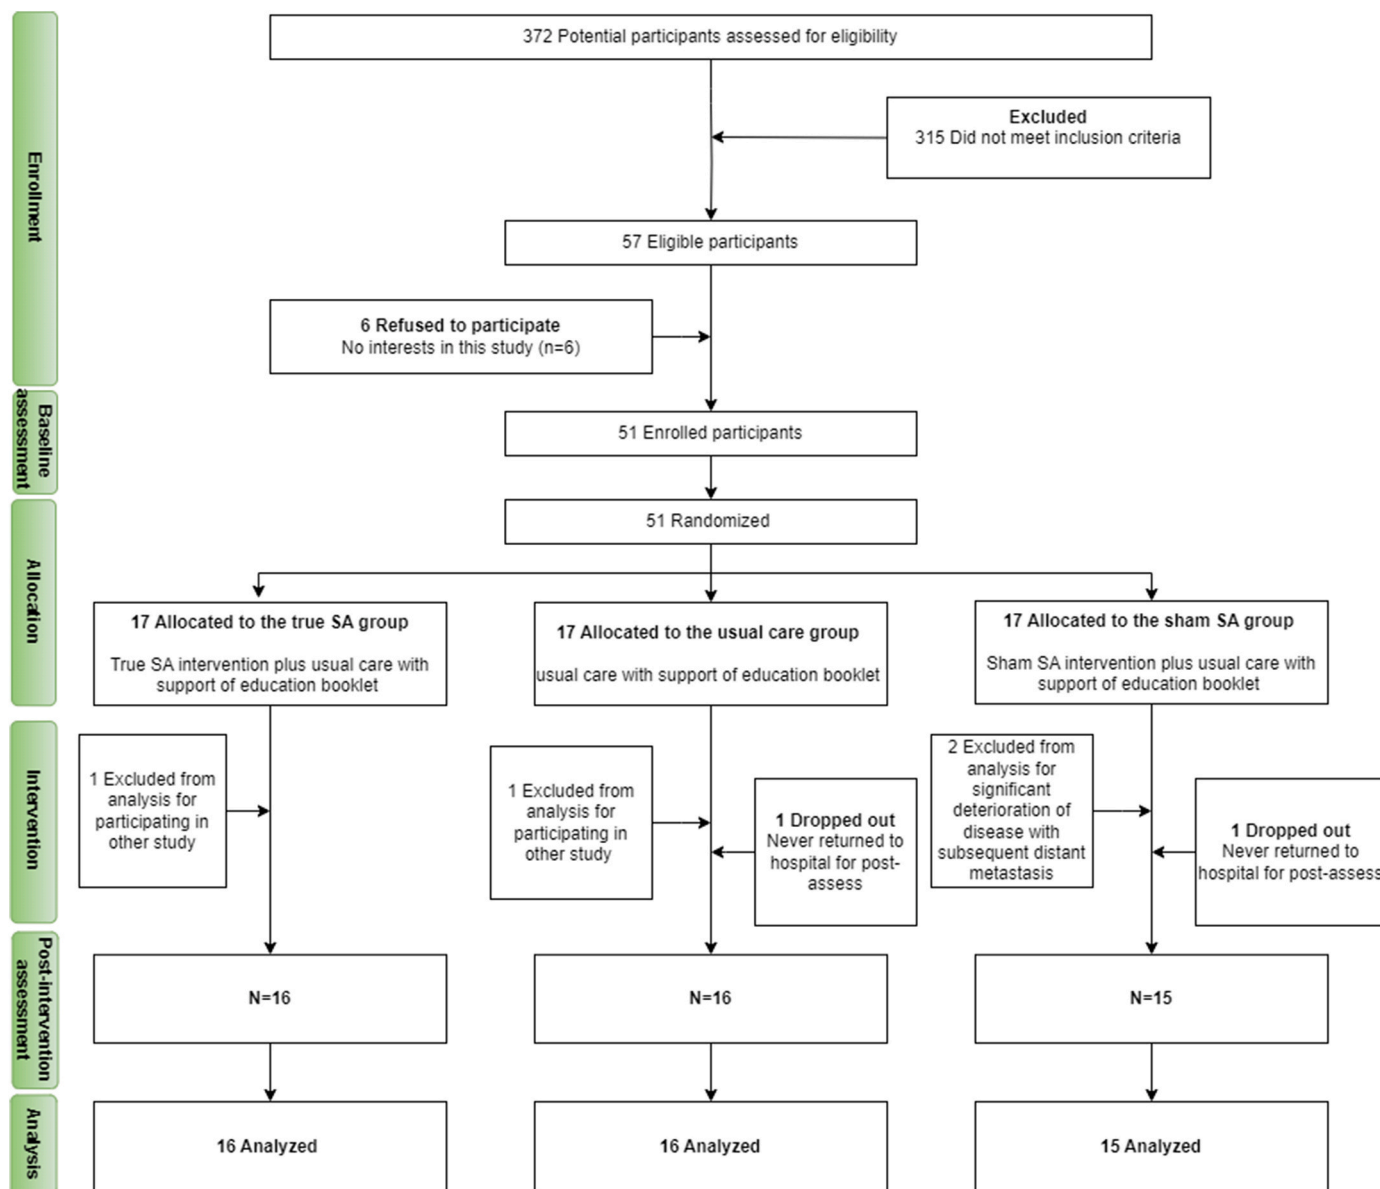 Enrollment
372 Potential participants assessed for eligibility
Excluded
315 Did not meet inclusion criteria
57 Eligible participants
6 Refused to participate
No interests in this study (n=6)
Baseline
assessment
51 Enrolled participants
Allocation
51 Randomized
17 Allocated to the true SA group
True SA intervention plus usual care with
support of education booklet
17 Allocated to the usual care group
usual care with support of education booklet
17 Allocated to the sham SA group
Sham SA intervention plus usual care with
support of education booklet
Intervention
1 Excluded from
analysis for
participating in
other study
1 Excluded from
analysis for
participating in
other study
1 Dropped out
Never returned to
hospital for post-
assess
2 Excluded from
analysis for
significant
deterioration of
disease with
subsequent distant
metastasis
1 Dropped out
Never returned to
hospital for post-assess
Post-intervention
assessment
N=16
N=16
N=15
Analysis
16 Analyzed
16 Analyzed
15 Analyzed